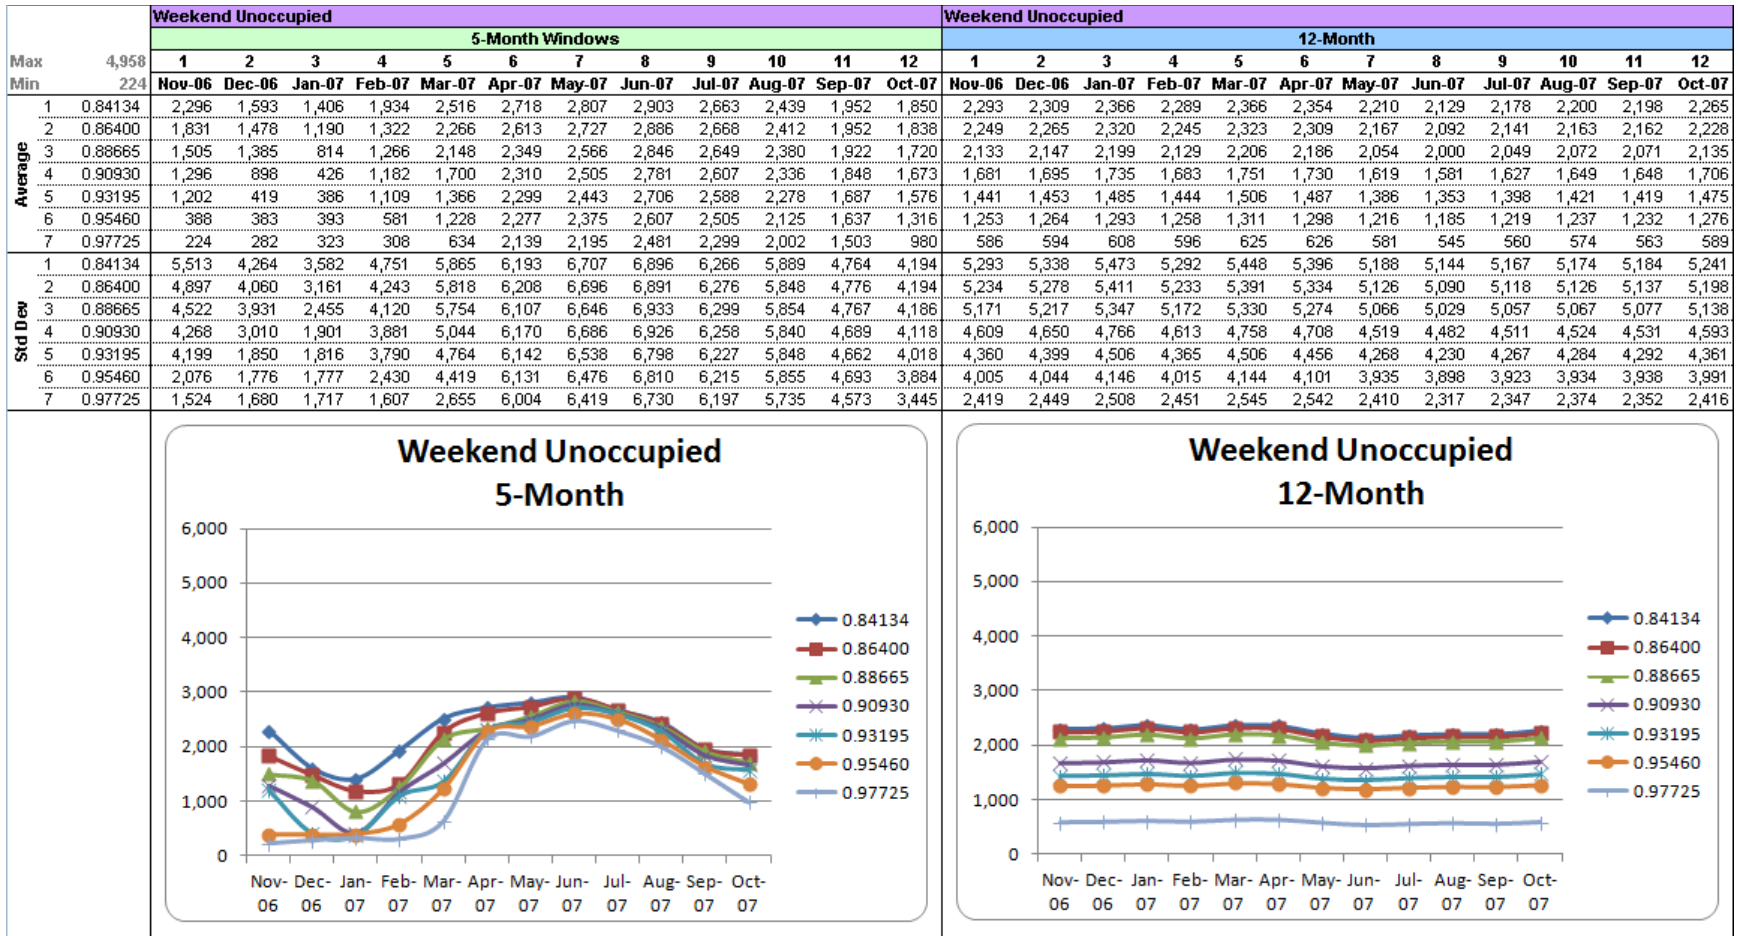 Weekend Unoccupied Weekend Unoccupied
5-Month Windows 12-Month
Max 4,958 1 2 3 4 5 6 7 8 9 10 11 12 1 2 3 4 5 6 7 8 9 10 11 12
Min 224 Nov-06 Dec-06 Jan-07 Feb-07 Mar-07 Apr-07 May-07 Jun-07 Jul-07 Aug-07 Sep-07 Oct-07 Nov-06 Dec-06 Jan-07 Feb-07 Mar-07 Apr-07 May-07 Jun-07 Jul-07 Aug-07 Sep-07 Oct-07
Average
1 0.84134 2,296 1,593 1,406 1,934 2,516 2,718 2,807 2,903 2,663 2,439 1,952 1,850 2,293 2,309 2,366 2,289 2,366 2,354 2,210 2,129 2,178 2,200 2,198 2,265
2 0.86400 1,831 1,478 1,190 1,322 2,266 2,613 2,727 2,886 2,668 2,412 1,952 1,838 2,249 2,265 2,320 2,245 2,323 2,309 2,167 2,092 2,141 2,163 2,162 2,228
3 0.88665 1,505 1,385 814 1,266 2,148 2,349 2,566 2,846 2,649 2,380 1,922 1,720 2,133 2,147 2,199 2,129 2,206 2,186 2,054 2,000 2,049 2,072 2,071 2,135
4 0.90930 1,296 898 426 1,182 1,700 2,310 2,505 2,781 2,607 2,336 1,848 1,673 1,681 1,695 1,735 1,683 1,751 1,730 1,619 1,581 1,627 1,649 1,648 1,706
5 0.93195 1,202 419 386 1,109 1,366 2,299 2,443 2,706 2,588 2,278 1,687 1,576 1,441 1,453 1,485 1,444 1,506 1,487 1,386 1,353 1,398 1,421 1,419 1,475
6 0.95460 388 383 393 581 1,228 2,277 2,375 2,607 2,505 2,125 1,637 1,316 1,253 1,264 1,293 1,258 1,311 1,298 1,216 1,185 1,219 1,237 1,232 1,276
7 0.97725 224 282 323 308 634 2,139 2,195 2,481 2,299 2,002 1,503 980 586 594 608 596 625 626 581 545 560 574 563 589
Std Dev
1 0.84134 5,513 4,264 3,582 4,751 5,865 6,193 6,707 6,896 6,266 5,889 4,764 4,194 5,293 5,338 5,473 5,292 5,448 5,396 5,188 5,144 5,167 5,174 5,184 5,241
2 0.86400 4,897 4,060 3,161 4,243 5,818 6,208 6,696 6,891 6,276 5,848 4,776 4,194 5,234 5,278 5,411 5,233 5,391 5,334 5,126 5,090 5,118 5,126 5,137 5,198
3 0.88665 4,522 3,931 2,455 4,120 5,754 6,107 6,646 6,933 6,299 5,854 4,767 4,186 5,171 5,217 5,347 5,172 5,330 5,274 5,066 5,029 5,057 5,067 5,077 5,138
4 0.90930 4,268 3,010 1,901 3,881 5,044 6,170 6,686 6,926 6,258 5,840 4,689 4,118 4,609 4,650 4,766 4,613 4,758 4,708 4,519 4,482 4,511 4,524 4,531 4,593
5 0.93195 4,199 1,850 1,816 3,790 4,764 6,142 6,538 6,798 6,227 5,848 4,662 4,018 4,360 4,399 4,506 4,365 4,506 4,456 4,268 4,230 4,267 4,284 4,292 4,361
6 0.95460 2,076 1,776 1,777 2,430 4,419 6,131 6,476 6,810 6,215 5,855 4,693 3,884 4,005 4,044 4,146 4,015 4,144 4,101 3,935 3,898 3,923 3,934 3,938 3,991
7 0.97725 1,524 1,680 1,717 1,607 2,655 6,004 6,419 6,730 6,197 5,735 4,573 3,445 2,419 2,449 2,508 2,451 2,545 2,542 2,410 2,317 2,347 2,374 2,352 2,416
Weekend Unoccupied
5-Month
6,000
5,000
4,000
3,000
2,000
1,000
0
Nov- Dec- Jan- Feb- Mar- Apr- May- Jun- Jul- Aug- Sep- Oct-
06 06 07 07 07 07 07 07 07 07 07 07
0.84134
0.86400
0.88665
0.90930
0.93195
0.95460
0.97725
Weekend Unoccupied
12-Month
6,000
5,000
4,000
3,000
2,000
1,000
0
Nov- Dec- Jan- Feb- Mar- Apr- May- Jun- Jul- Aug- Sep- Oct-
06 06 07 07 07 07 07 07 07 07 07 07
0.84134
0.86400
0.88665
0.90930
0.93195
0.95460
0.97725